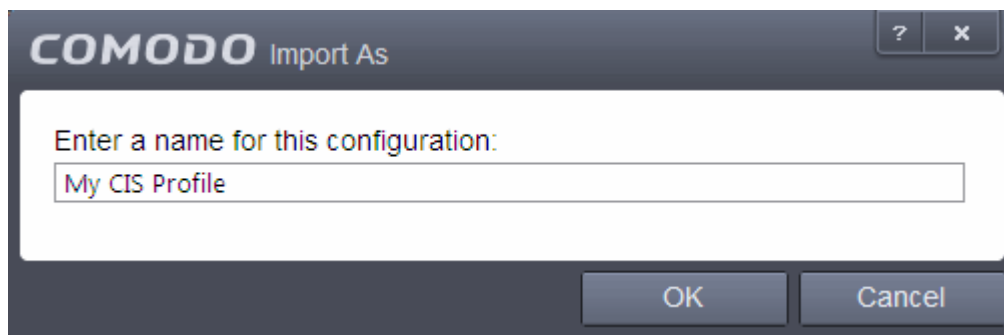 COMODO Import As
? x
Enter a name for this configuration:
My CIS Profile
OK Cancel